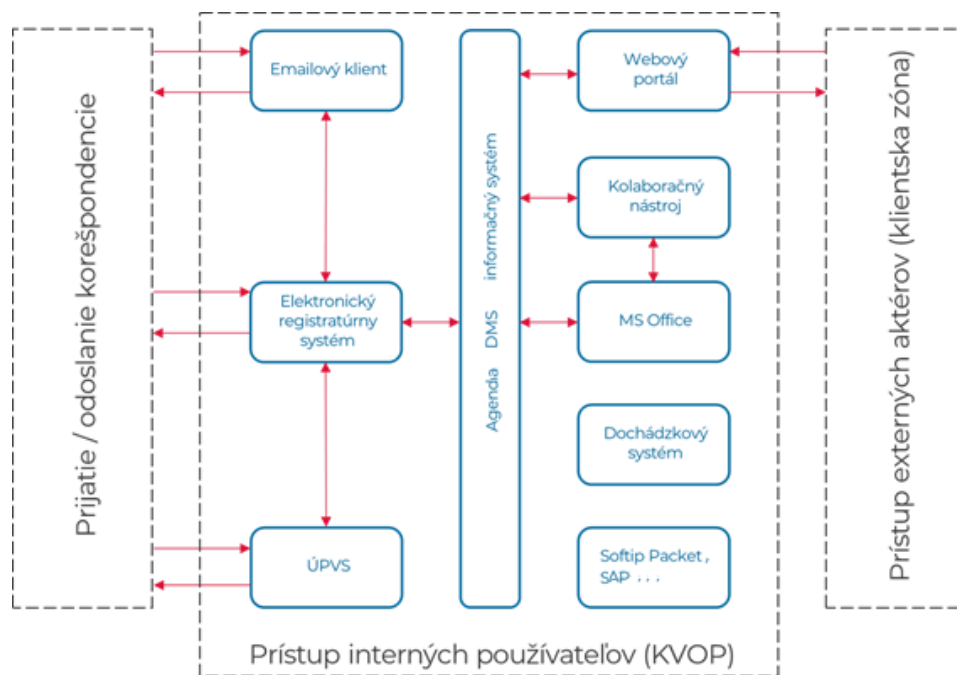 Prijatie / odoslanie korešpondencie
Emailový klient
Elektronický
registratúrny
systém
ÚPVS
Agendia DMS informačný systém
Webový
portál
Kolaboračný
nástroj
MS Office
Dochádzkový
systém
Softip Packet,
SAP ...
Prístup externých aktérov (klientska zóna)
Prístup interných používateľov (KVOP)